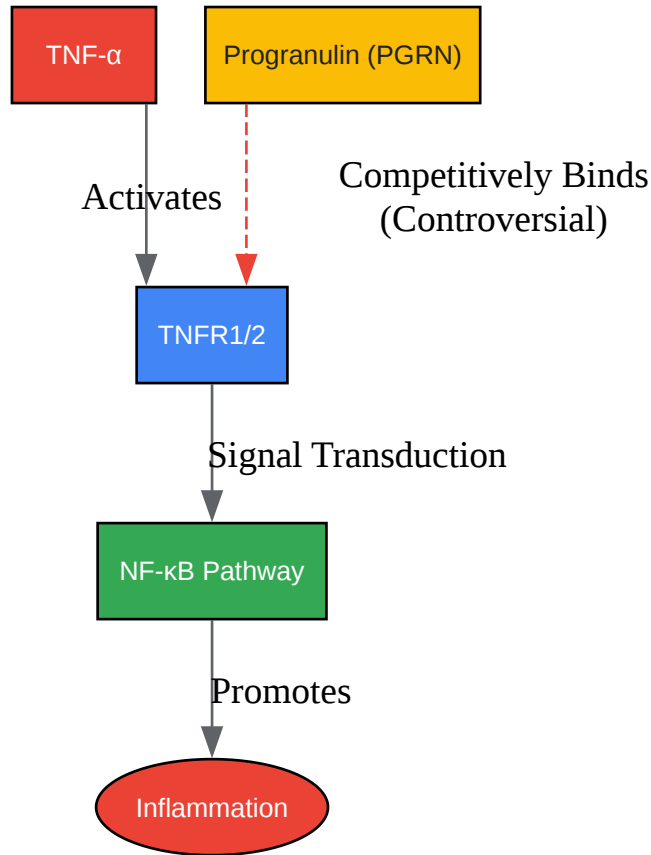 TNF-α
Progranulin (PGRN)
Activates
Competitively Binds
(Controversial)
TNFR1/2
Signal Transduction
NF-κB Pathway
Promotes
Inflammation